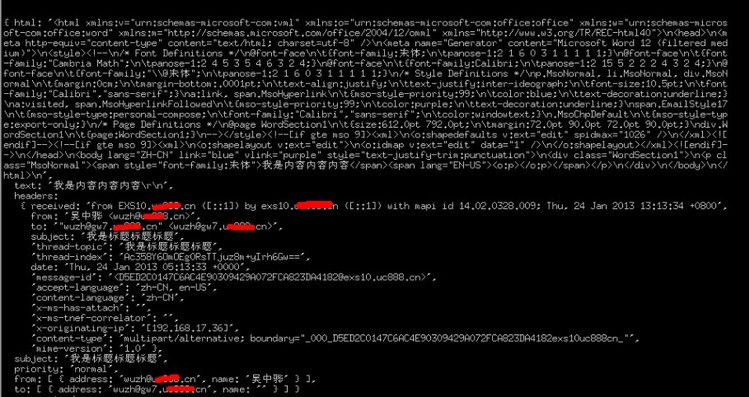 { html: '<html xmlns:v="urn:schemas-microsoft-com:vml" xmlns:o="urn:schemas-microsoft-com:office:office" xmlns:w="urn:schemas-micros
oft-com:office:word" xmlns:m="http://schemas.microsoft.com/office/2004/12/omml" xmlns="http://www.w3.org/TR/REC-html40">\n<head>\n<m
eta http-equiv="content-type" content="text/html; charset=utf-8" />\n<meta name="Generator" content="Microsoft Word 12 (filtered med
ium)">\n<style><!--\n/* Font Definitions */\n@font-face\n\t{font-family:宋体;\n\tpanose-1:2 1 6 0 3 1 1 1 1 1;}\n@font-face\n\t{font
-family:"Cambria Math";\n\tpanose-1:2 4 5 3 5 4 6 3 2 4;}\n@font-face\n\t{font-family:Calibri;\n\tpanose-1:2 15 5 2 2 2 4 3 2 4;}\n@
font-face\n\t{font-family:"\\@宋体";\n\tpanose-1:2 1 6 0 3 1 1 1 1 1;}\n/* Style Definitions */\np.MsoNormal, li.MsoNormal, div.MsoN
ormal\n\t{margin:0cm;\n\tmargin-bottom:.0001pt;\n\ttext-align:justify;\n\ttext-justify:inter-ideograph;\n\tfont-size:10.5pt;\n\tfont
-family:"Calibri","sans-serif";}\na:link, span.MsoHyperlink\n\t{mso-style-priority:99;\n\tcolor:blue;\n\ttext-decoration:underline;}
\na:visited, span.MsoHyperlinkFollowed\n\t{mso-style-priority:99;\n\tcolor:purple;\n\ttext-decoration:underline;}\nspan.EmailStyle17
\n\t{mso-style-type:personal-compose;\n\tfont-family:"Calibri","sans-serif";\n\tcolor:windowtext;}\n.MsoChpDefault\n\t{mso-style-typ
e:export-only;}\n/* Page Definitions */\n@page WordSection1\n\t{size:612.0pt 792.0pt;\n\tmargin:72.0pt 90.0pt 72.0pt 90.0pt;}\ndiv.W
ordSection1\n\t{page:WordSection1;}\n--></style><!--[if gte mso 9]><xml>\n<o:shapedefaults v:ext="edit" spidmax="1026" />\n</xml><![
endif]--><!--[if gte mso 9]><xml>\n<o:shapelayout v:ext="edit">\n<o:idmap v:ext="edit" data="1" />\n</o:shapelayout></xml><![endif]-
->\n</head>\n<body lang="ZH-CN" link="blue" vlink="purple" style="text-justify-trim:punctuation">\n<div class="WordSection1">\n<p cl
ass="MsoNormal"><span style="font-family:宋体">我是内容内容内容</span><span lang="EN-US"><o:p></o:p></span></p>\n</div>\n</body>\n</
html>\n',
text: '我是内容内容内容\r\n',
headers:
{ received: 'from EXS10. .cn ([::1]) by exs10. .cn ([::1]) with mapi id 14.02.0328.009; Thu, 24 Jan 2013 13:13:34 +0800',
from: '吴中骅 <wuzh@ .cn>',
to: '"wuzh@gw7. .cn" <wuzh@gw7. .cn>',
subject: '我是标题标题标题',
'thread-topic': '我是标题标题标题',
'thread-index': 'Ac358Y6OmOEg0RsTTjuz8m+yIrh6Gw==',
date: 'Thu, 24 Jan 2013 05:13:33 +0000',
'message-id': '<D5ED2C0147C6AC4E90309429A072FCA823DA4182@exs10.uc888.cn>',
'accept-language': 'zh-CN, en-US',
'content-language': 'zh-CN',
'x-ms-has-attach': '',
'x-ms-tnef-correlator': '',
'x-originating-ip': '[192.168.17.36]',
'content-type': 'multipart/alternative; boundary="_000_D5ED2C0147C6AC4E90309429A072FCA823DA4182exs10uc888cn_"',
'mime-version': '1.0' },
subject: '我是标题标题标题',
priority: 'normal',
from: [ { address: 'wuzh@ .cn', name: '吴中骅' } ],
to: [ { address: 'wuzh@gw7. .cn', name: '' } ] }